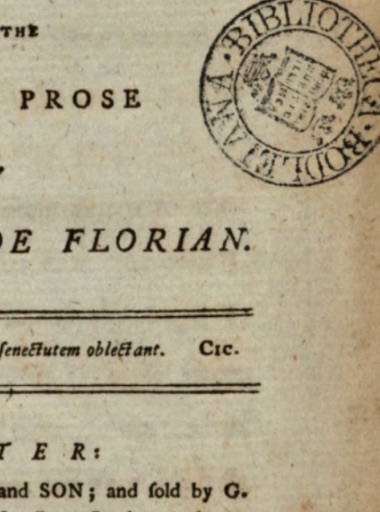 THE
PROSE
DE FLORIAN.
ſenectutem oblectant. CIC.
T E R:
and SON; and ſold by G.
BIBLIOTHECA BODLEIANA